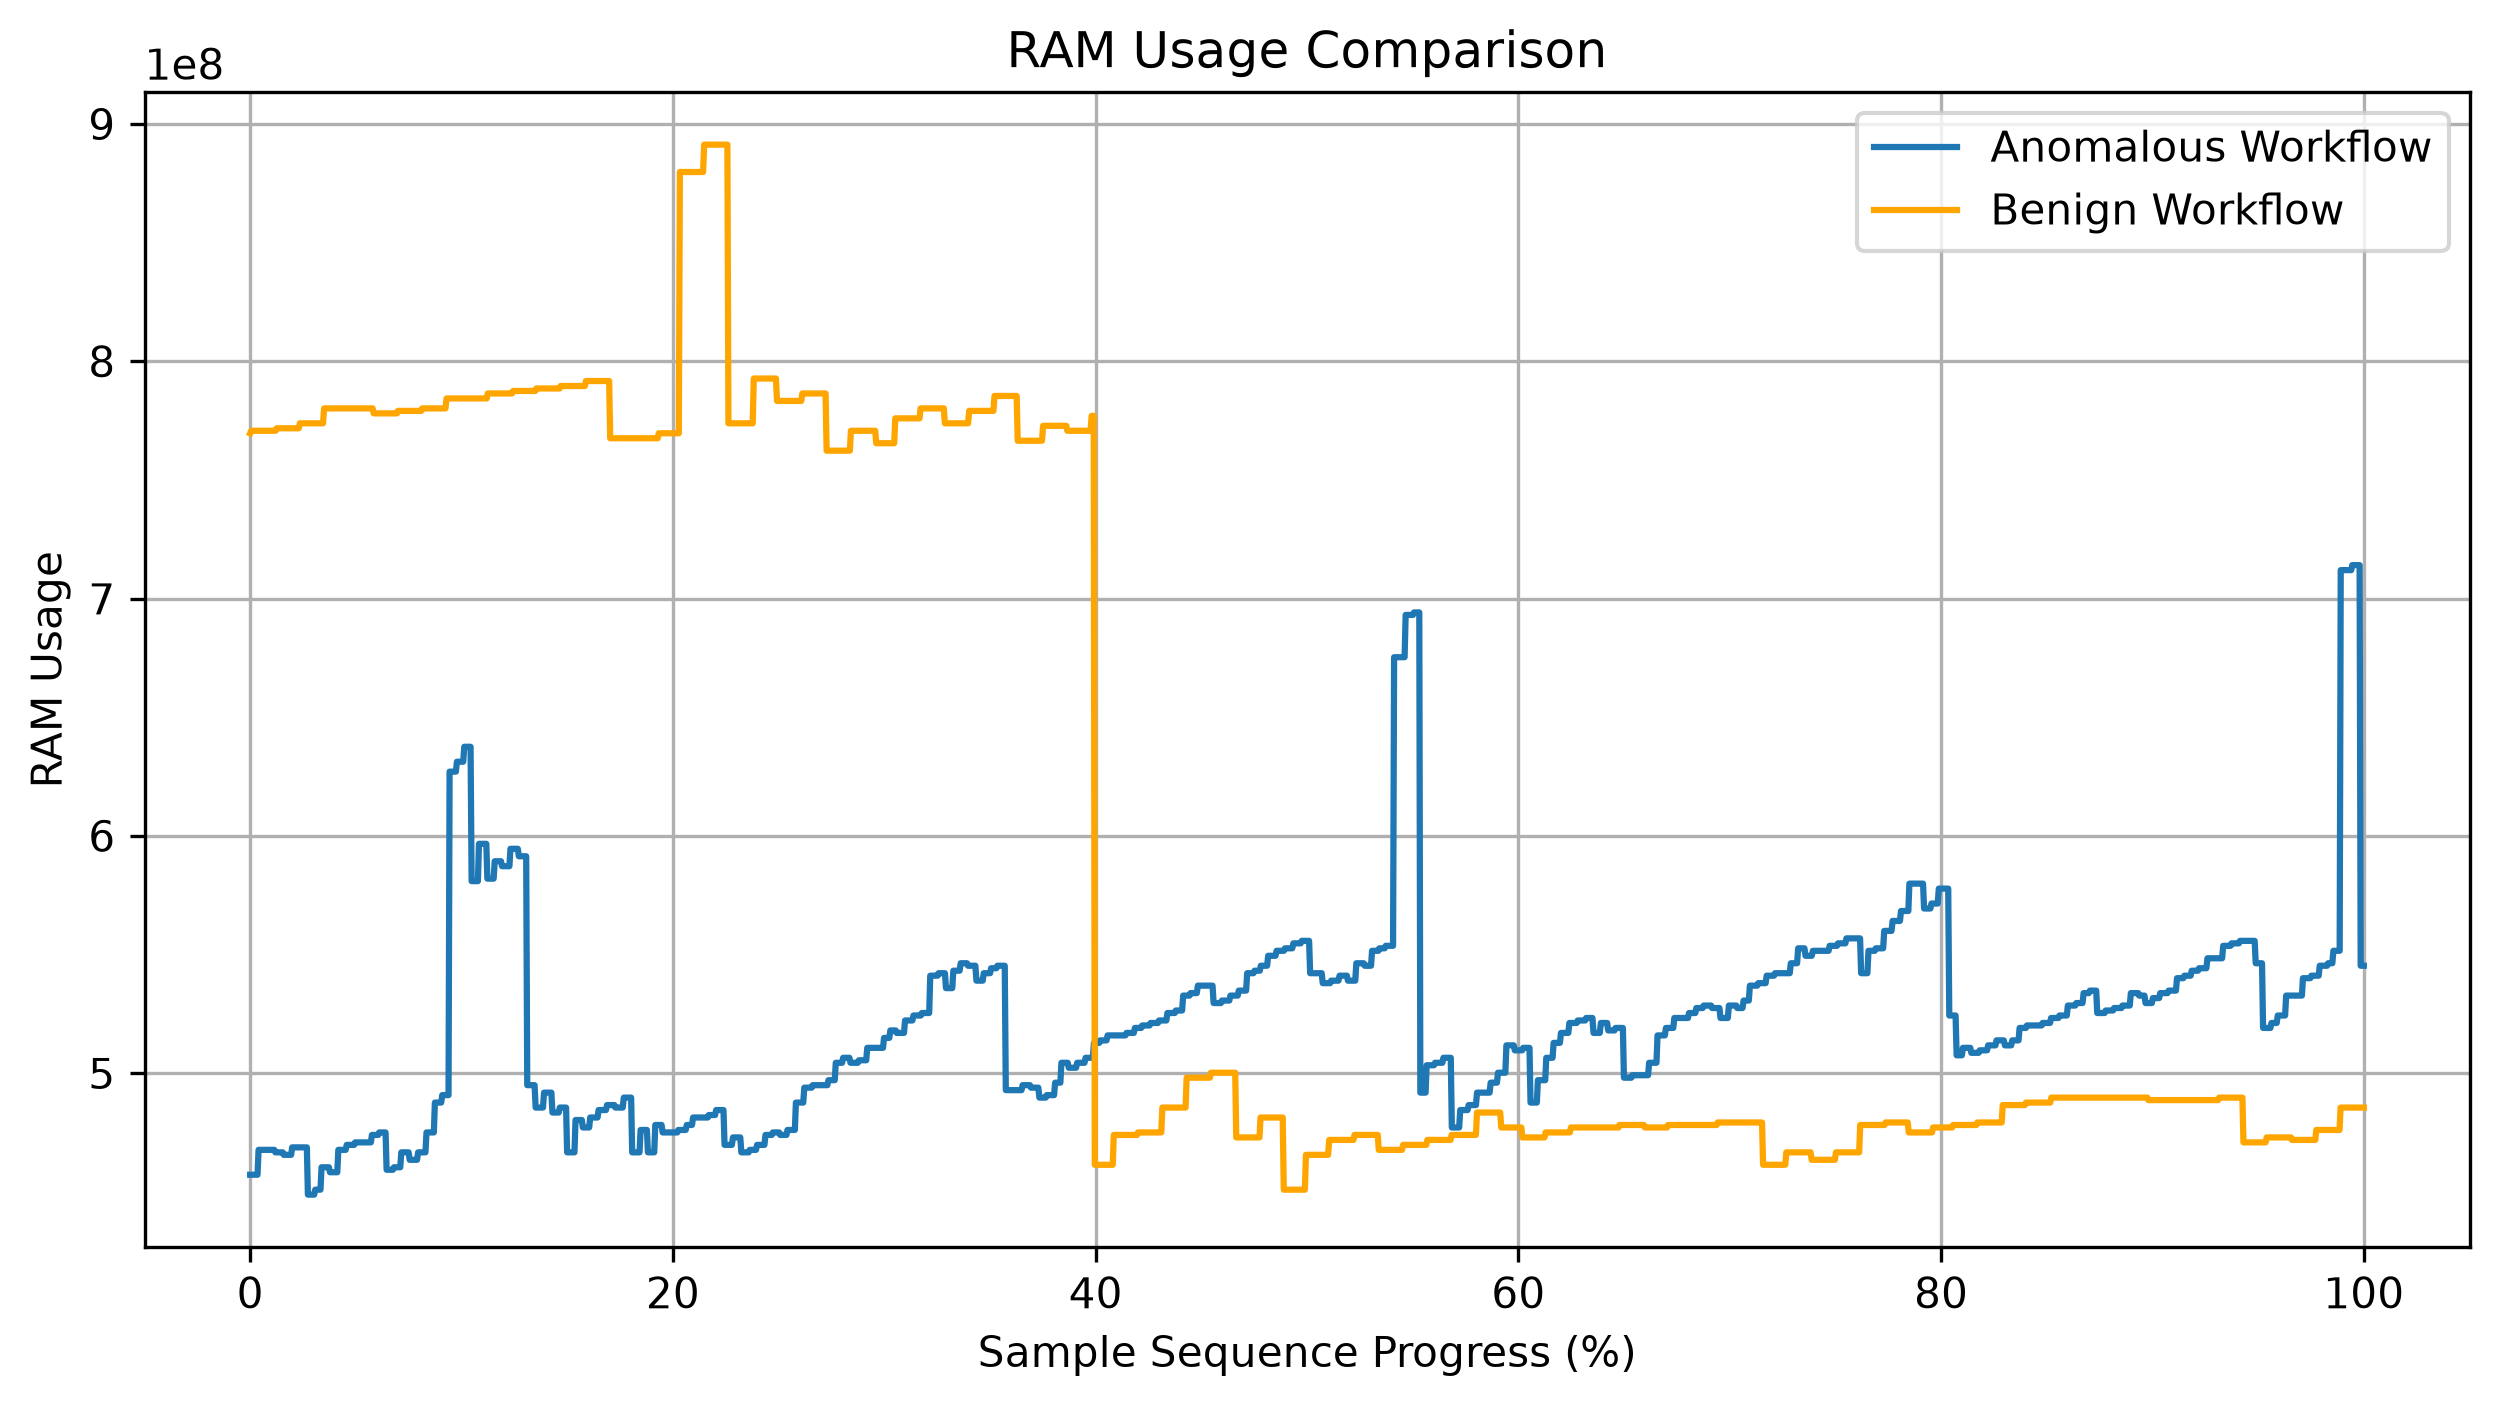 RAM Usage Comparison
1e8
9
8
7
6
5
RAM Usage
Anomalous Workflow
Benign Workflow
0 20 40 60 80 100
Sample Sequence Progress (%)